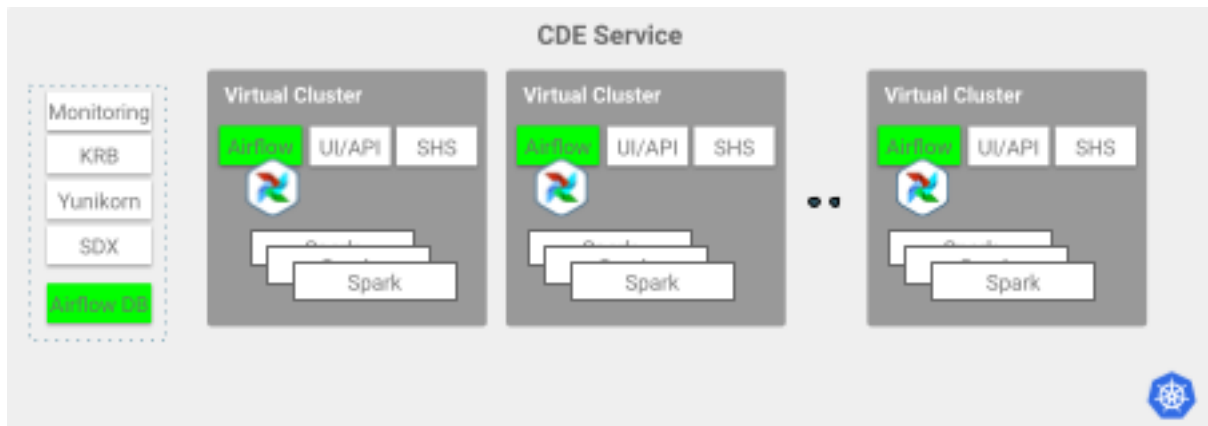 CDE Service
Monitoring
KRB
Yunikorn
SDX
Airflow DB
Virtual Cluster
Airflow UI/API SHS
Spark
Virtual Cluster
Airflow UI/API SHS
Spark
Virtual Cluster
Airflow UI/API SHS
Spark